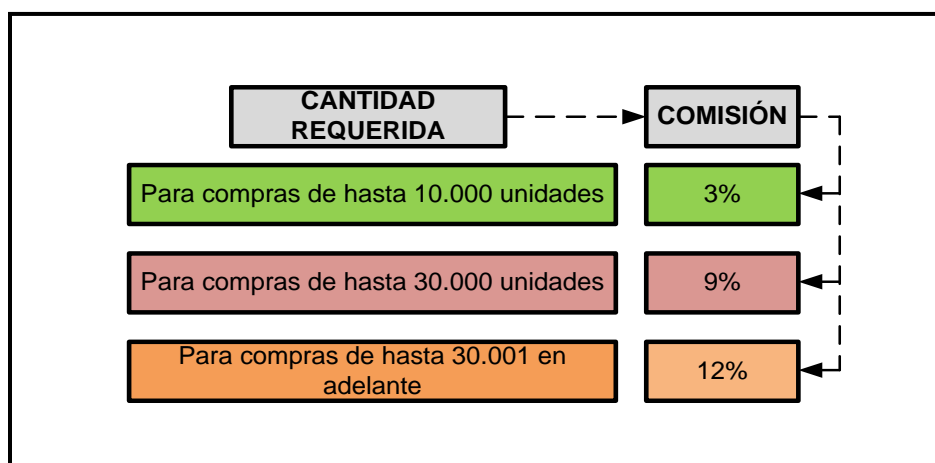 CANTIDAD
REQUERIDA
COMISIÓN
Para compras de hasta 10.000 unidades
3%
Para compras de hasta 30.000 unidades
9%
Para compras de hasta 30.001 en
adelante
12%